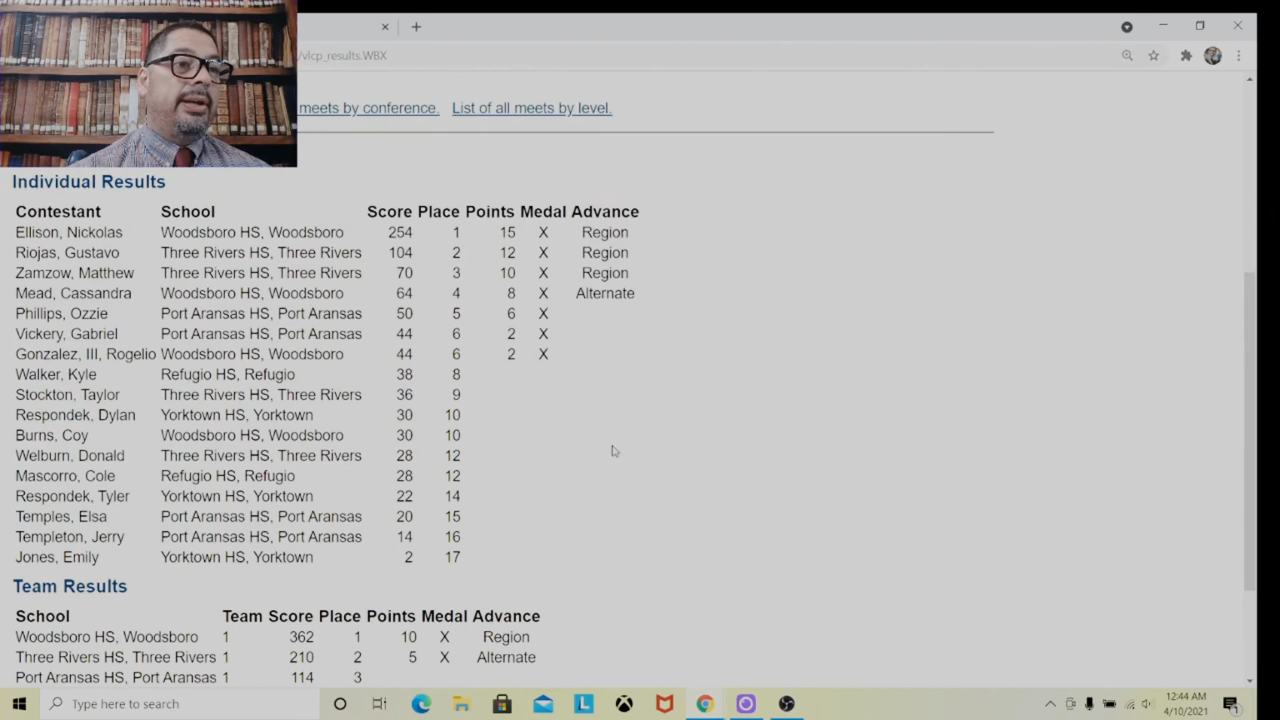 /vlcp_results.WBX
meets by conference. List of all meets by level.
Individual Results
Contestant School Score Place Points Medal Advance
Ellison, Nickolas Woodsboro HS, Woodsboro 254 1 15 X Region
Riojas, Gustavo Three Rivers HS, Three Rivers 104 2 12 X Region
Zamzow, Matthew Three Rivers HS, Three Rivers 70 3 10 X Region
Mead, Cassandra Woodsboro HS, Woodsboro 64 4 8 X Alternate
Phillips, Ozzie Port Aransas HS, Port Aransas 50 5 6 X
Vickery, Gabriel Port Aransas HS, Port Aransas 44 6 2 X
Gonzalez, III, Rogelio Woodsboro HS, Woodsboro 44 6 2 X
Walker, Kyle Refugio HS, Refugio 38 8
Stockton, Taylor Three Rivers HS, Three Rivers 36 9
Respondek, Dylan Yorktown HS, Yorktown 30 10
Burns, Coy Woodsboro HS, Woodsboro 30 10
Welburn, Donald Three Rivers HS, Three Rivers 28 12
Mascorro, Cole Refugio HS, Refugio 28 12
Respondek, Tyler Yorktown HS, Yorktown 22 14
Temples, Elsa Port Aransas HS, Port Aransas 20 15
Templeton, Jerry Port Aransas HS, Port Aransas 14 16
Jones, Emily Yorktown HS, Yorktown 2 17
Team Results
School Team Score Place Points Medal Advance
Woodsboro HS, Woodsboro 1 362 1 10 X Region
Three Rivers HS, Three Rivers 1 210 2 5 X Alternate
Port Aransas HS, Port Aransas 1 114 3
Type here to search
12:44 AM
4/10/2021